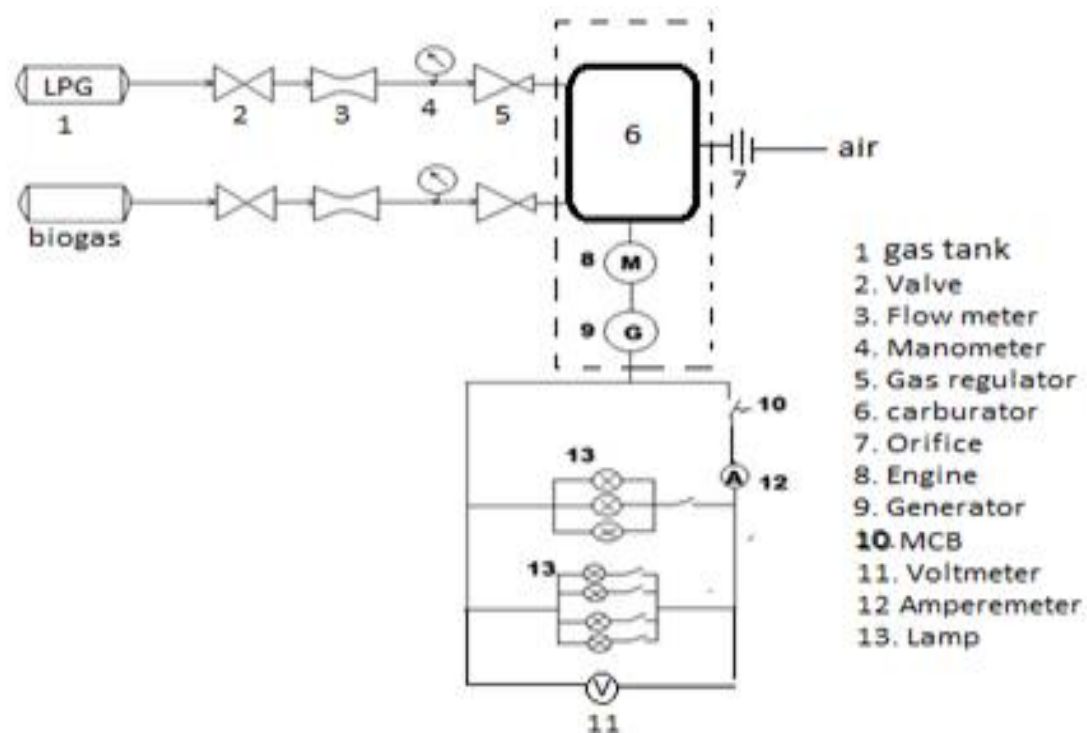 LPG
1
2
3
4
5
6
7
air
biogas
8
M
9
G
10
13
A
12
13
V
11
1 gas tank
2. Valve
3. Flow meter
4. Manometer
5. Gas regulator
6. carburator
7. Orifice
8. Engine
9. Generator
10. MCB
11. Voltmeter
12 Amperemeter
13. Lamp